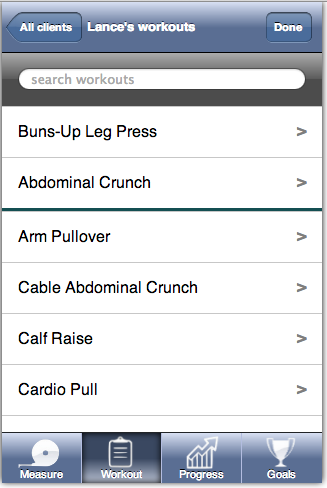 All clients Lance's workouts Done
search workouts
Buns-Up Leg Press >
Abdominal Crunch >
Arm Pullover >
Cable Abdominal Crunch >
Calf Raise >
Cardio Pull >
Measure Workout Progress Goals